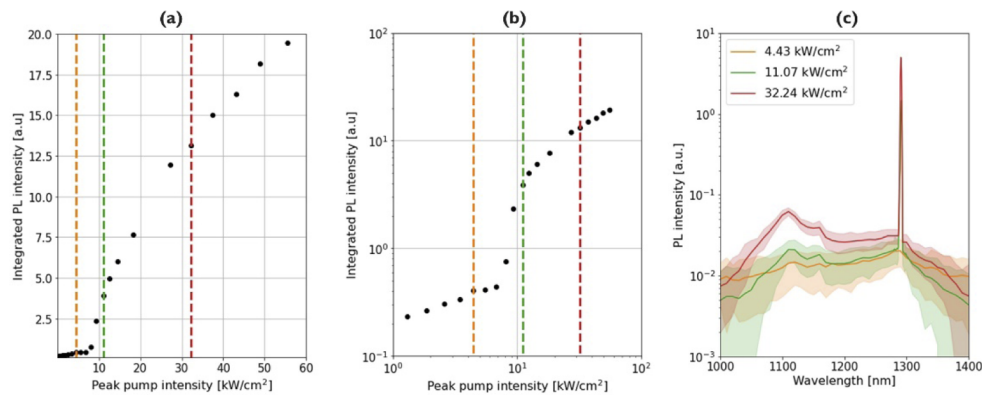 (a)
Integrated PL intensity [a.u]
20.0
17.5
15.0
12.5
10.0
7.5
5.0
2.5
10
20
30
40
50
60
Peak pump intensity [kW/cm²]
(b)
Integrated PL intensity [a.u]
10²
10¹
10⁰
10⁻¹
10⁰
10¹
10²
Peak pump intensity [kW/cm²]
(c)
PL intensity [a.u.]
10¹
10⁰
10⁻¹
10⁻²
10⁻³
4.43 kW/cm²
11.07 kW/cm²
32.24 kW/cm²
1000
1100
1200
1300
1400
Wavelength [nm]